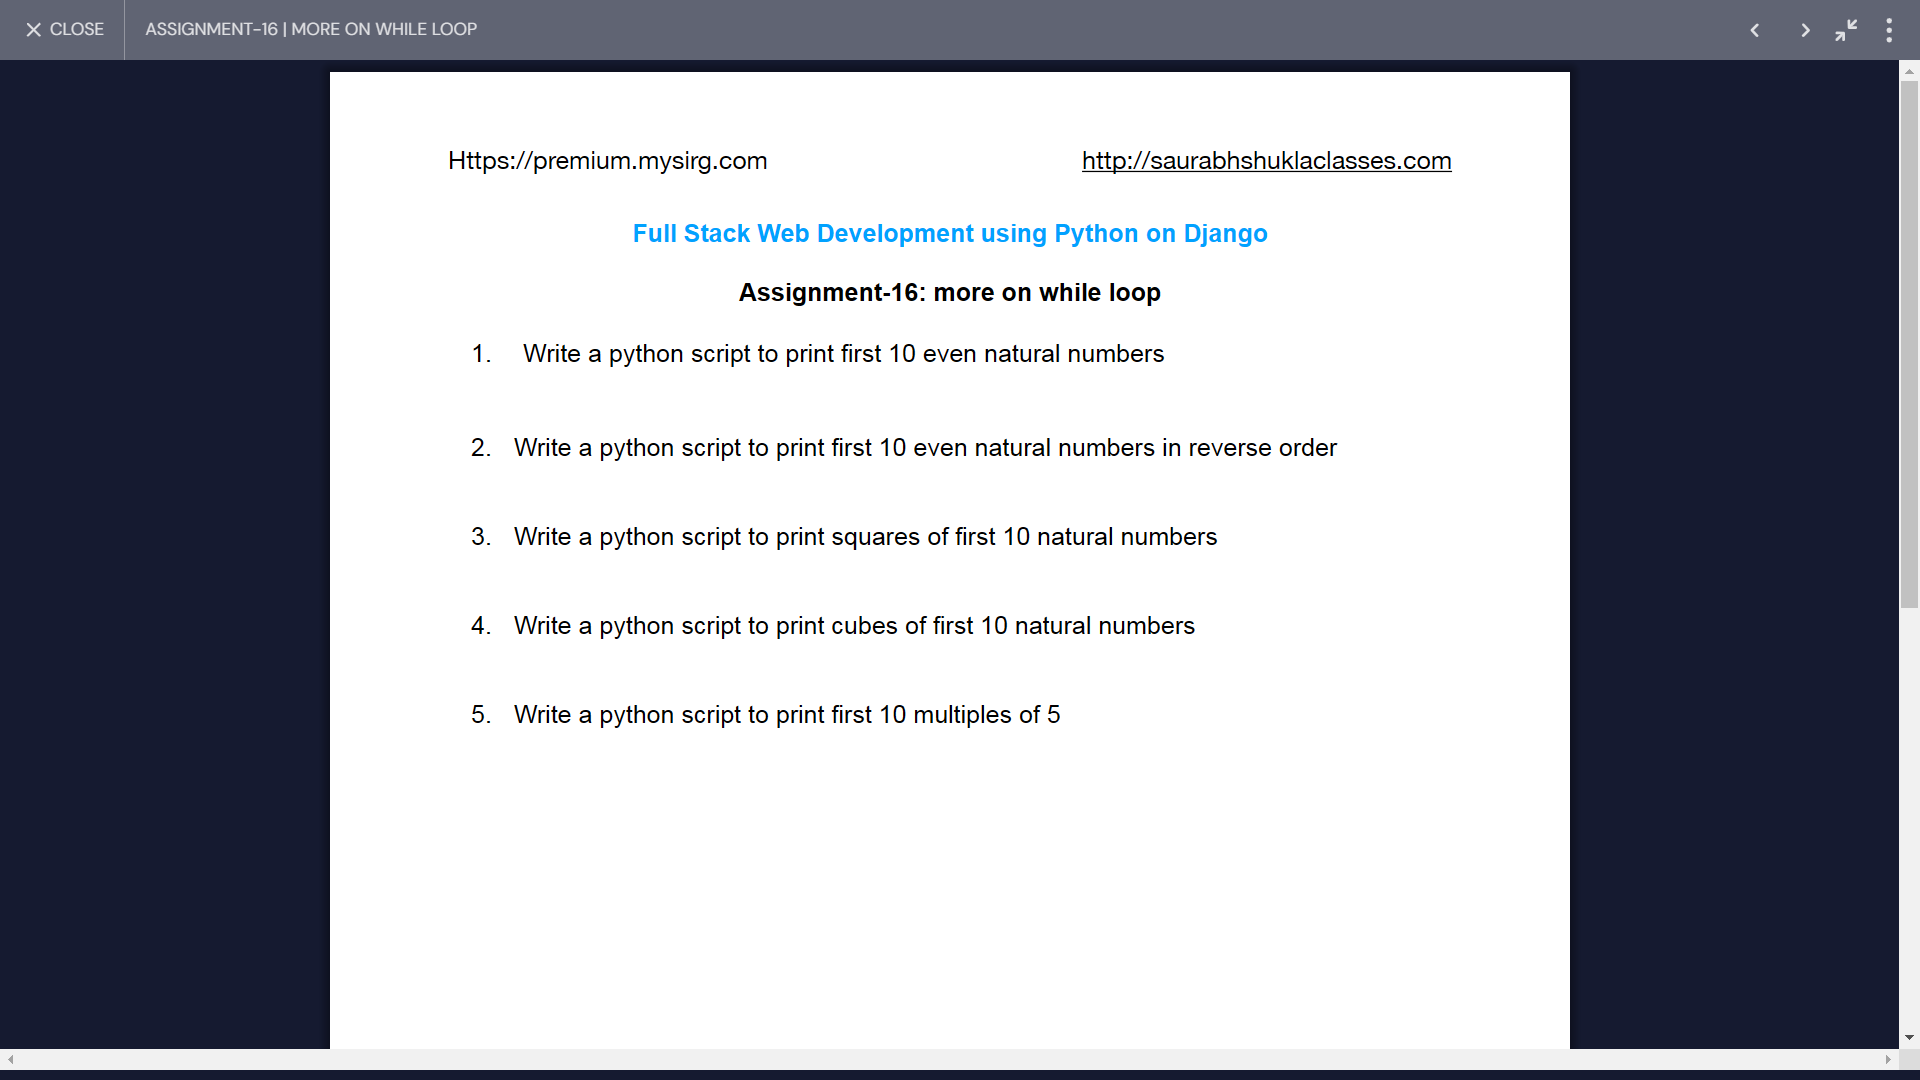 CLOSE
ASSIGNMENT-16 | MORE ON WHILE LOOP
Https://premium.mysirg.com
http://saurabhshuklaclasses.com
Full Stack Web Development using Python on Django
Assignment-16: more on while loop
1. Write a python script to print first 10 even natural numbers
2. Write a python script to print first 10 even natural numbers in reverse order
3. Write a python script to print squares of first 10 natural numbers
4. Write a python script to print cubes of first 10 natural numbers
5. Write a python script to print first 10 multiples of 5